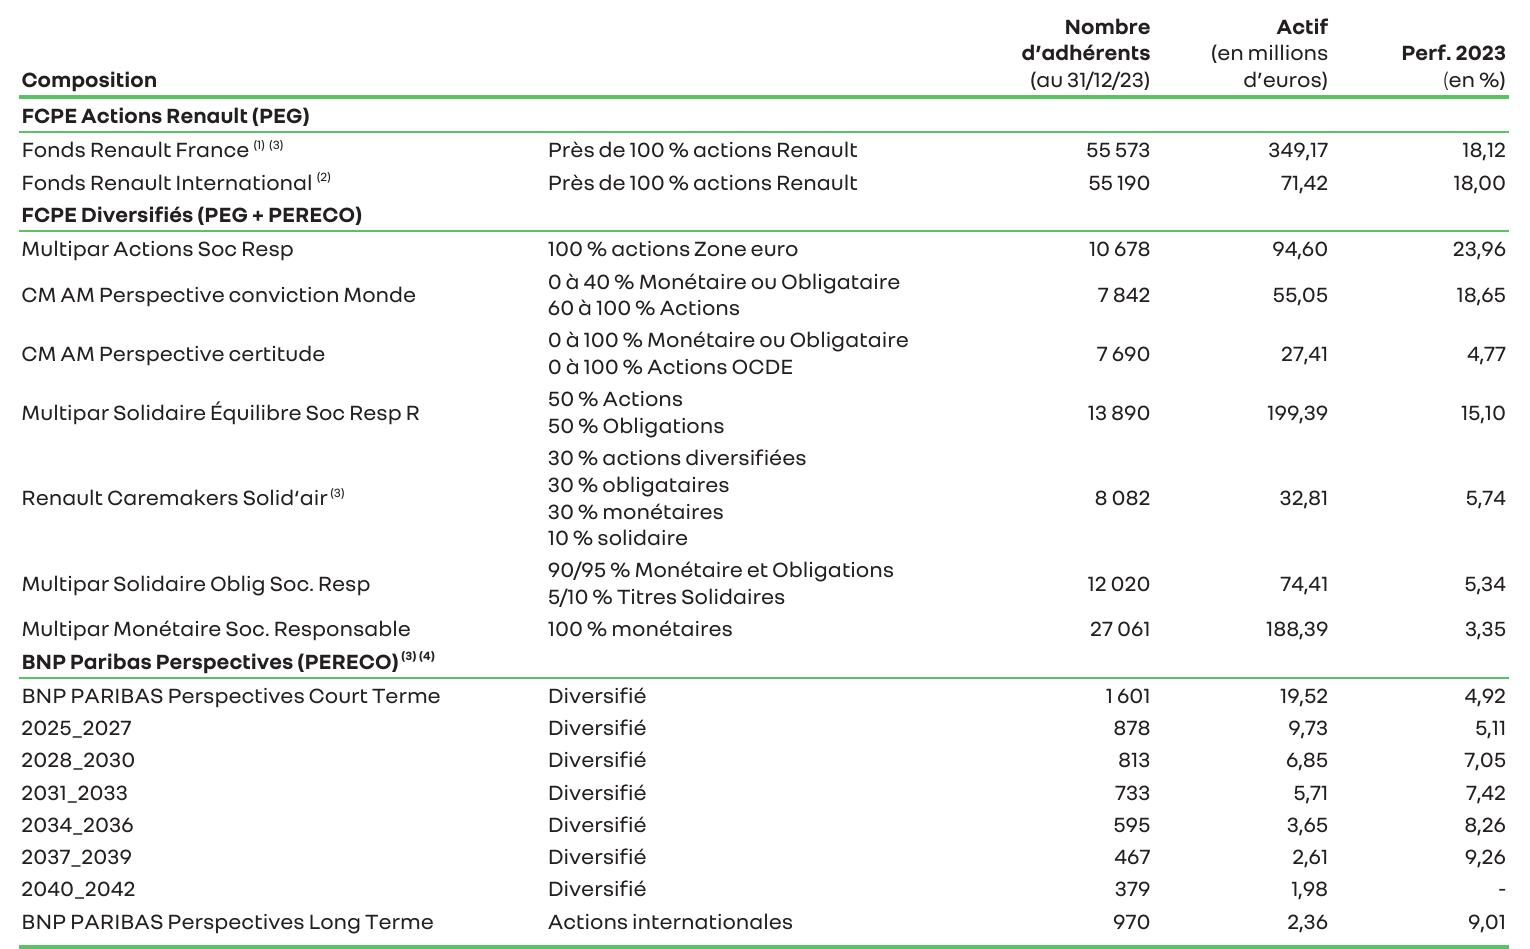 Composition Nombre d’adhérents (au 31/12/23) Actif (en millions d’euros) Perf. 2023 (en %)
FCPE Actions Renault (PEG)
Fonds Renault France (1) (3) Près de 100 % actions Renault 55 573 349,17 18,12
Fonds Renault International (2) Près de 100 % actions Renault 55 190 71,42 18,00
FCPE Diversifiés (PEG + PERECO)
Multipar Actions Soc Resp 100 % actions Zone euro 10 678 94,60 23,96
CM AM Perspective conviction Monde 0 à 40 % Monétaire ou Obligataire
60 à 100 % Actions 7 842 55,05 18,65
CM AM Perspective certitude 0 à 100 % Monétaire ou Obligataire
0 à 100 % Actions OCDE 7 690 27,41 4,77
Multipar Solidaire Équilibre Soc Resp R 50 % Actions
50 % Obligations 13 890 199,39 15,10
Renault Caremakers Solid’air (3) 30 % actions diversifiées
30 % obligataires
30 % monétaires
10 % solidaire 8 082 32,81 5,74
Multipar Solidaire Oblig Soc. Resp 90/95 % Monétaire et Obligations
5/10 % Titres Solidaires 12 020 74,41 5,34
Multipar Monétaire Soc. Responsable 100 % monétaires 27 061 188,39 3,35
BNP Paribas Perspectives (PERECO) (3) (4)
BNP PARIBAS Perspectives Court Terme Diversifié 1 601 19,52 4,92
2025_2027 Diversifié 878 9,73 5,11
2028_2030 Diversifié 813 6,85 7,05
2031_2033 Diversifié 733 5,71 7,42
2034_2036 Diversifié 595 3,65 8,26
2037_2039 Diversifié 467 2,61 9,26
2040_2042 Diversifié 379 1,98 -
BNP PARIBAS Perspectives Long Terme Actions internationales 970 2,36 9,01